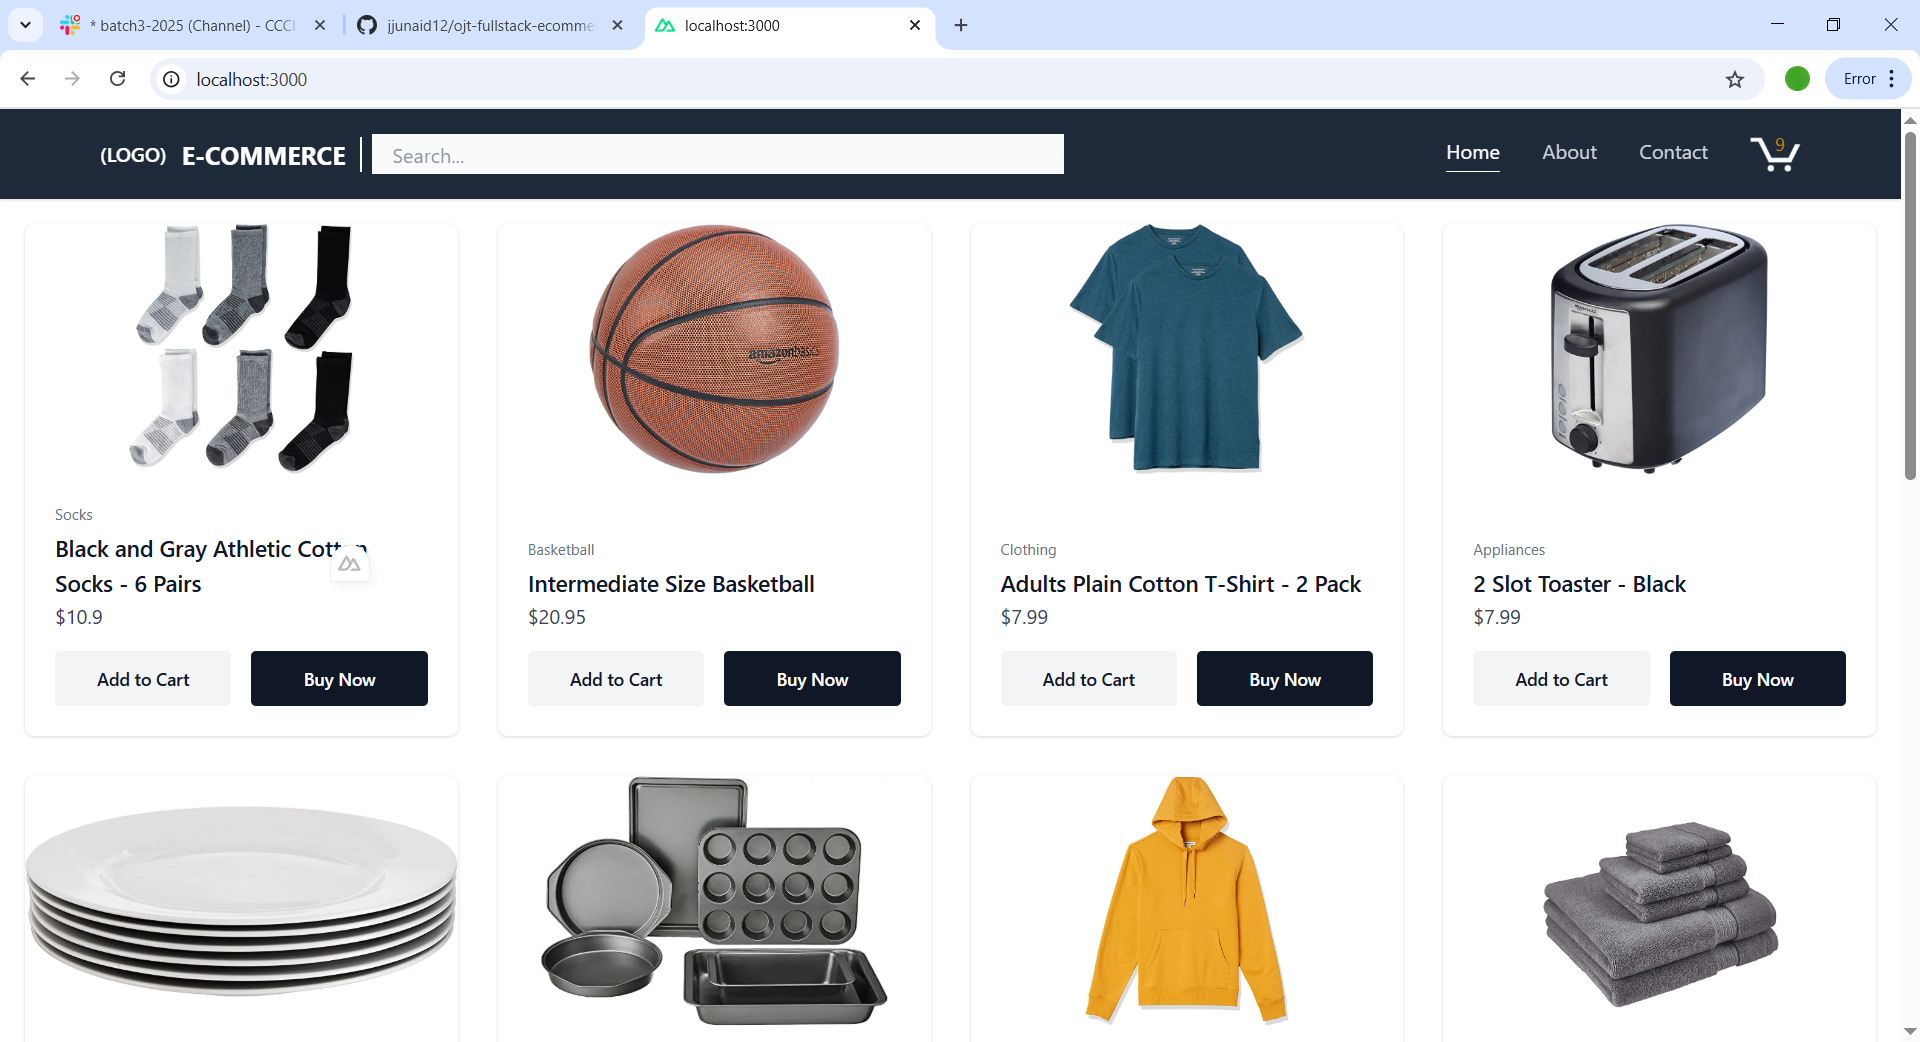 * batch3-2025 (Channel) - CCC
jjunaid12/ojt-fullstack-ecomme
localhost:3000
localhost:3000
Error
(LOGO) E-COMMERCE
Search...
Home
About
Contact
9
amazonbasics
Socks
Black and Gray Athletic Cotton
Socks - 6 Pairs
$10.9
Add to Cart
Buy Now
Basketball
Intermediate Size Basketball
$20.95
Add to Cart
Buy Now
Clothing
Adults Plain Cotton T-Shirt - 2 Pack
$7.99
Add to Cart
Buy Now
Appliances
2 Slot Toaster - Black
$7.99
Add to Cart
Buy Now